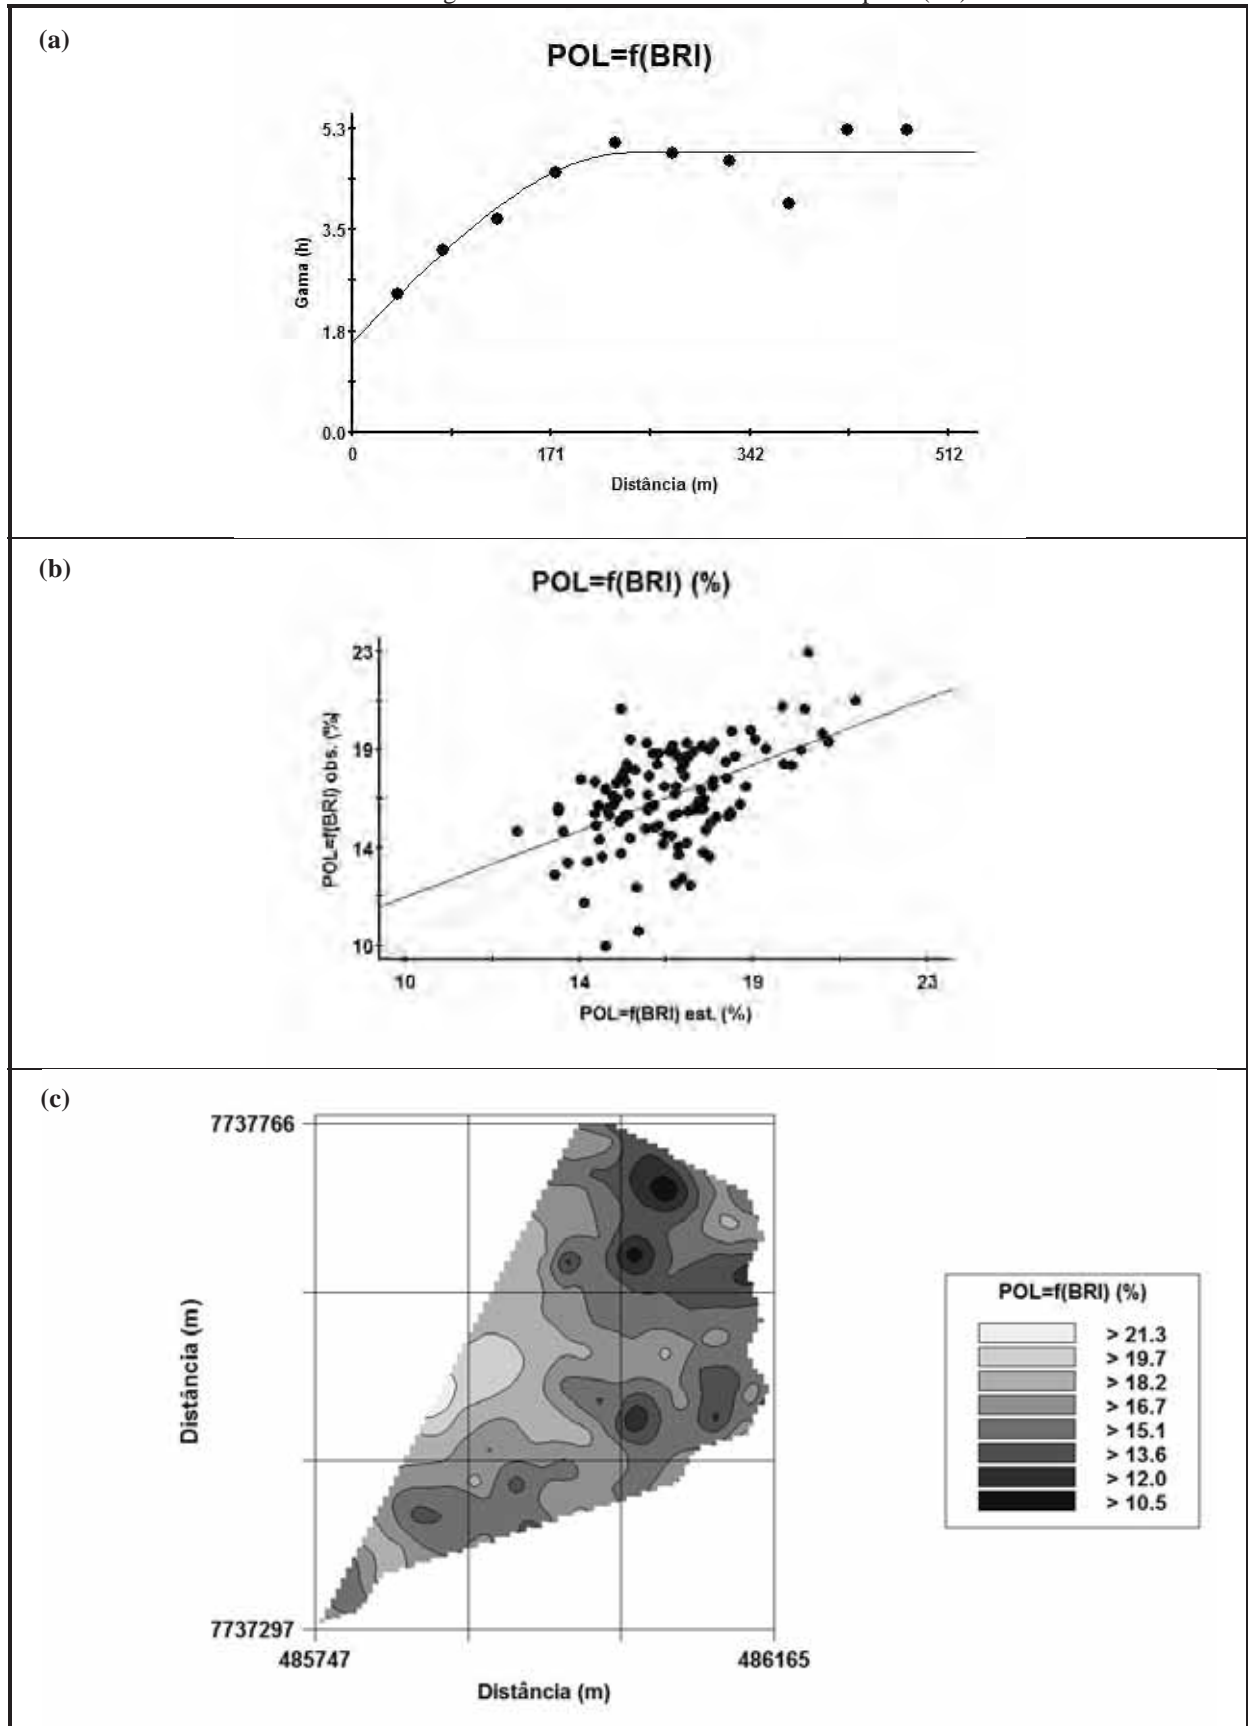 (a)
POL=f(BRI)
5.3
3.5
1.8
0.0
Gama (h)
0 171 342 512
Distância (m)
(b)
POL=f(BRI) (%)
23
19
14
10
POL=f(BRI) obs. (%)
10 14 19 23
POL=f(BRI) est. (%)
(c)
7737766
7737297
Distância (m)
485747 486165
Distância (m)
POL=f(BRI) (%)
> 21.3
> 19.7
> 18.2
> 16.7
> 15.1
> 13.6
> 12.0
> 10.5